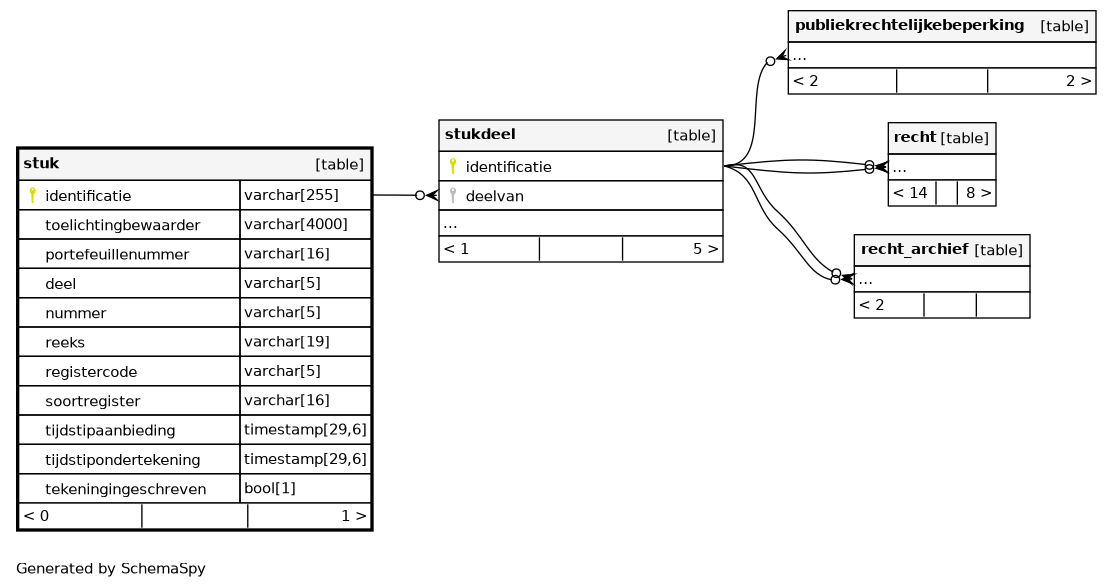 publiekrechtelijkebeperking [table]
...
< 2 2 >
stukdeel [table]
identificatie
deelvan
...
< 1 5 >
recht [table]
...
< 14 8 >
stuk [table]
identificatie varchar[255]
toelichtingbewaarder varchar[4000]
portefeuillenummer varchar[16]
deel varchar[5]
nummer varchar[5]
reeks varchar[19]
registercode varchar[5]
soortregister varchar[16]
tijdstipaanbieding timestamp[29,6]
tijdstipondertekening timestamp[29,6]
tekeningingeschreven bool[1]
< 0 1 >
recht_archief [table]
...
< 2
Generated by SchemaSpy